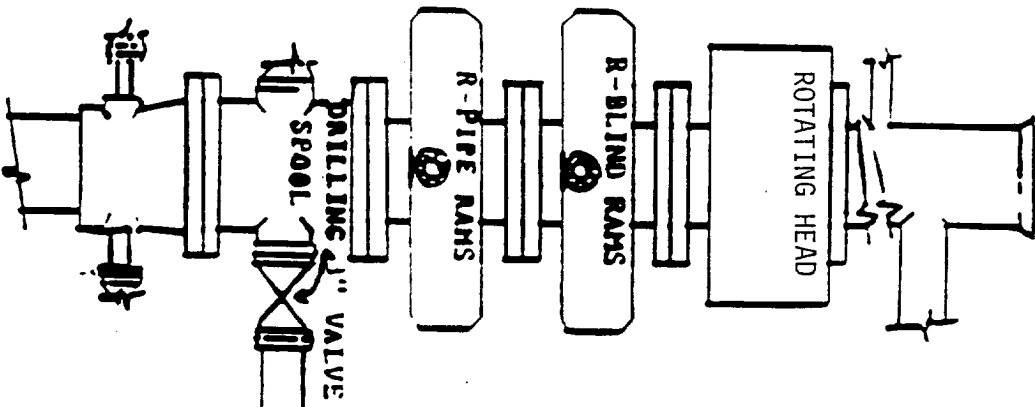 ROTATING HEAD
R-BLIND RAMS
R-PIPE RAMS
DRILLING
SPOOL
VALVE